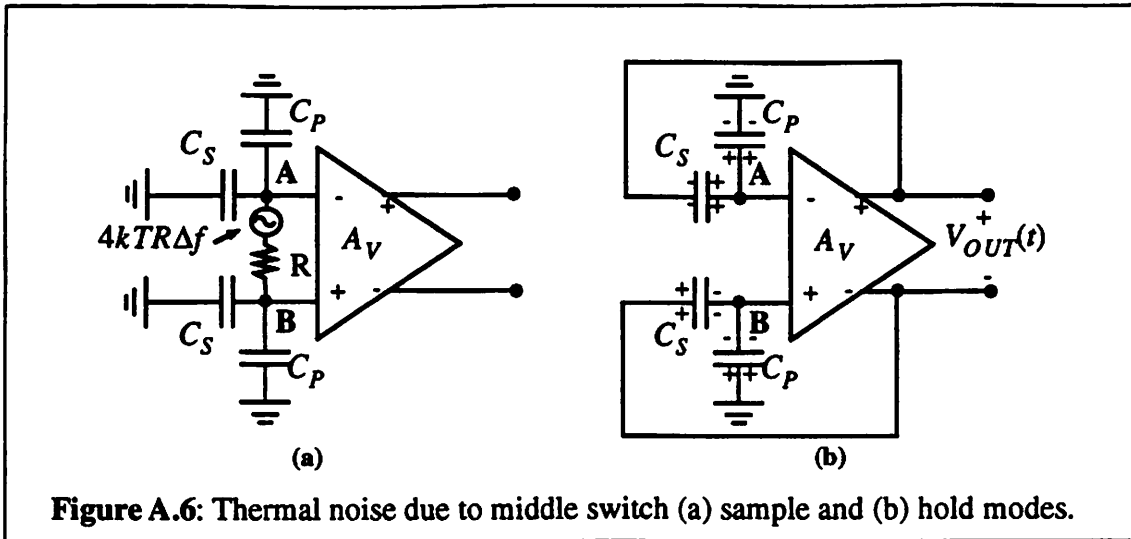 C_P
C_S
A
-
+
4kTRΔf
A_V
R
+
-
B
C_S
C_P
(a)
- -
C_P
C_S
+
+
+ +
A
-
+
+
A_V
V_OUT(t)
-
+
+
-
-
+
-
B
- -
C_S
+ +
C_P
(b)
Figure A.6: Thermal noise due to middle switch (a) sample and (b) hold modes.